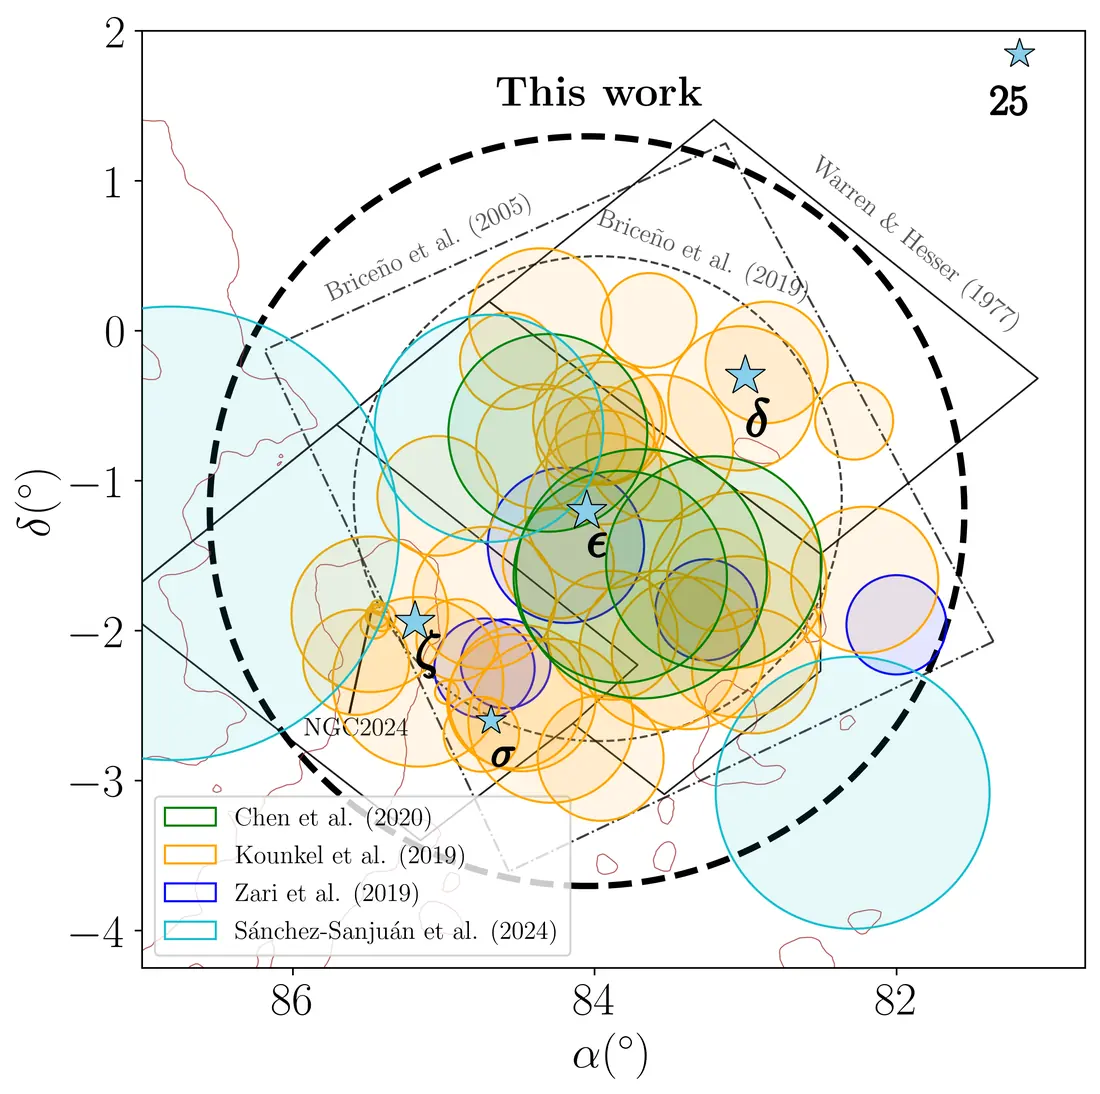 2
25
This work
Warren & Hesser (1977)
1
Briceño et al. (2005)
Briceño et al. (2019)
0
δ
−1
δ(°)
ϵ
−2
ζ
NGC2024
σ
−3
Chen et al. (2020)
Kounkel et al. (2019)
Zari et al. (2019)
Sánchez-Sanjuán et al. (2024)
−4
86 84 82
α(°)